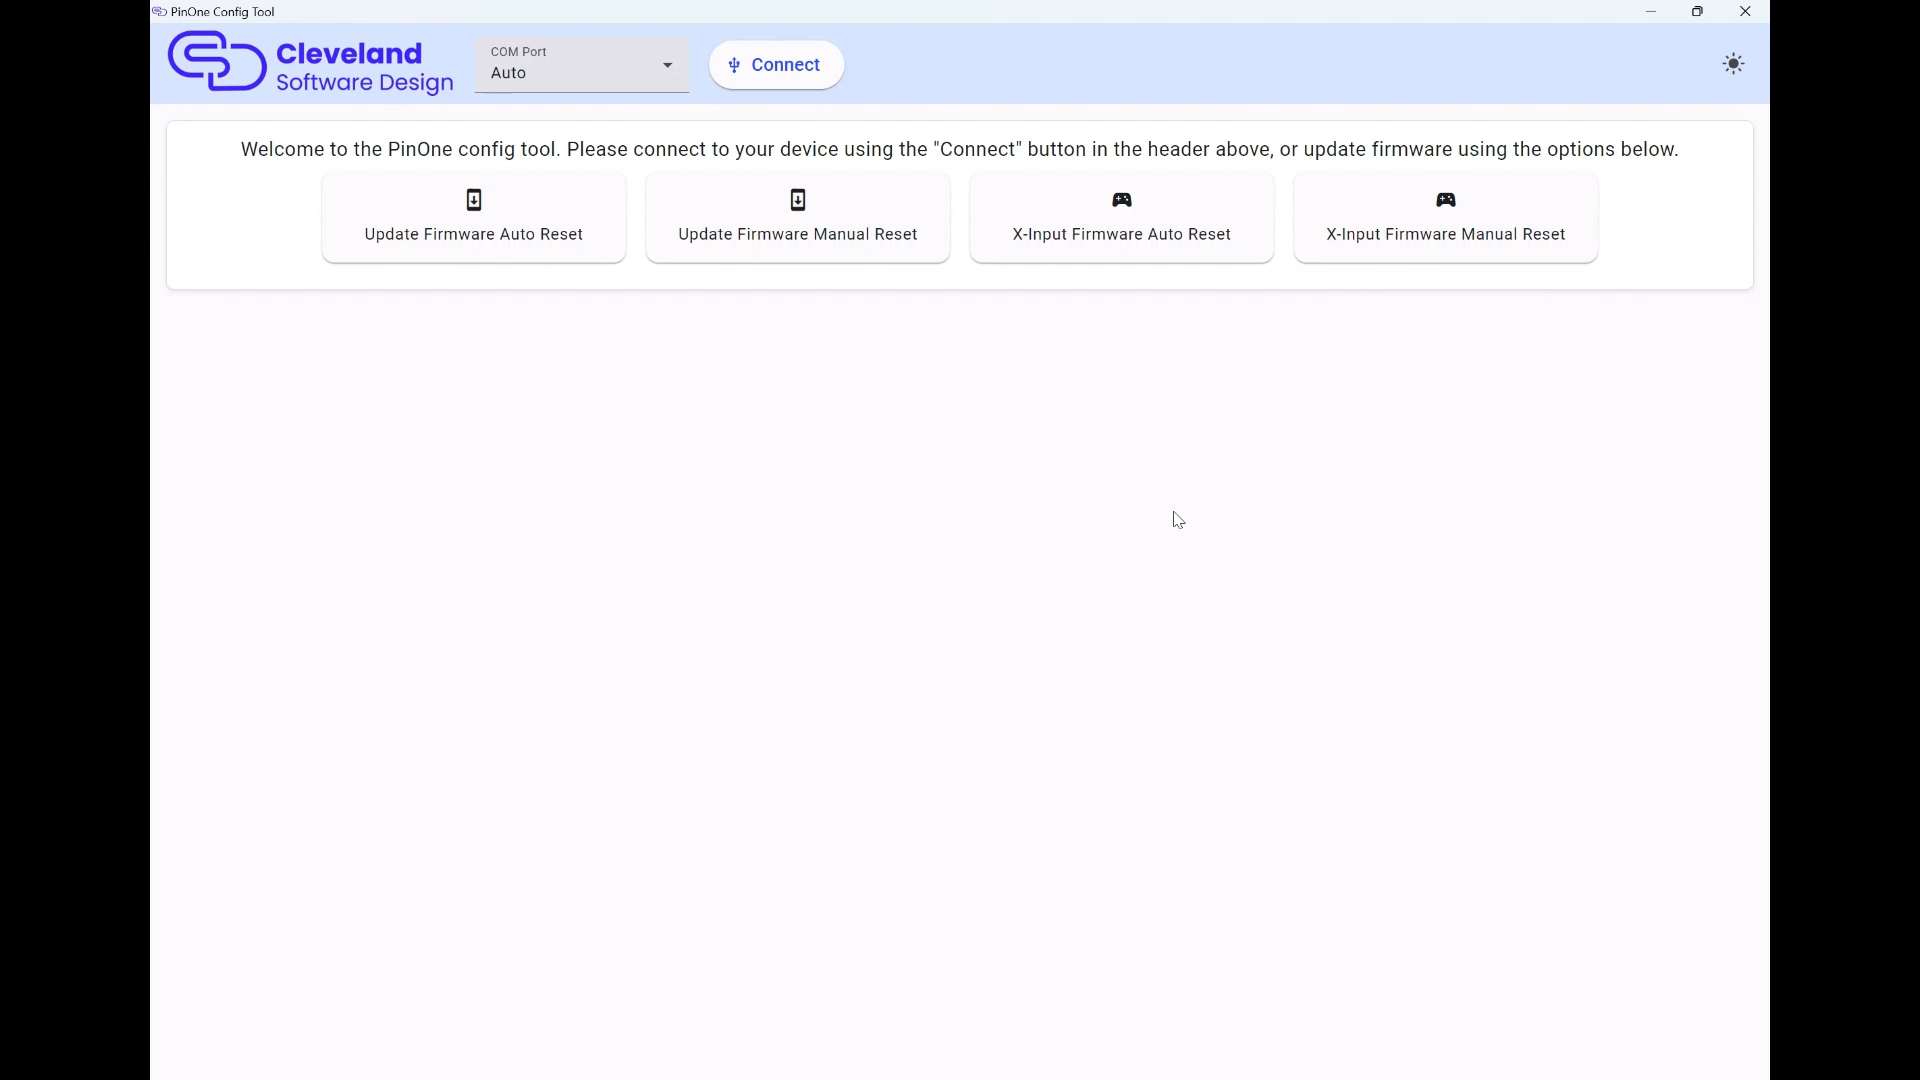 PinOne Config Tool
Cleveland
Software Design
COM Port
Auto
Connect
Welcome to the PinOne config tool. Please connect to your device using the "Connect" button in the header above, or update firmware using the options below.
Update Firmware Auto Reset
Update Firmware Manual Reset
X-Input Firmware Auto Reset
X-Input Firmware Manual Reset